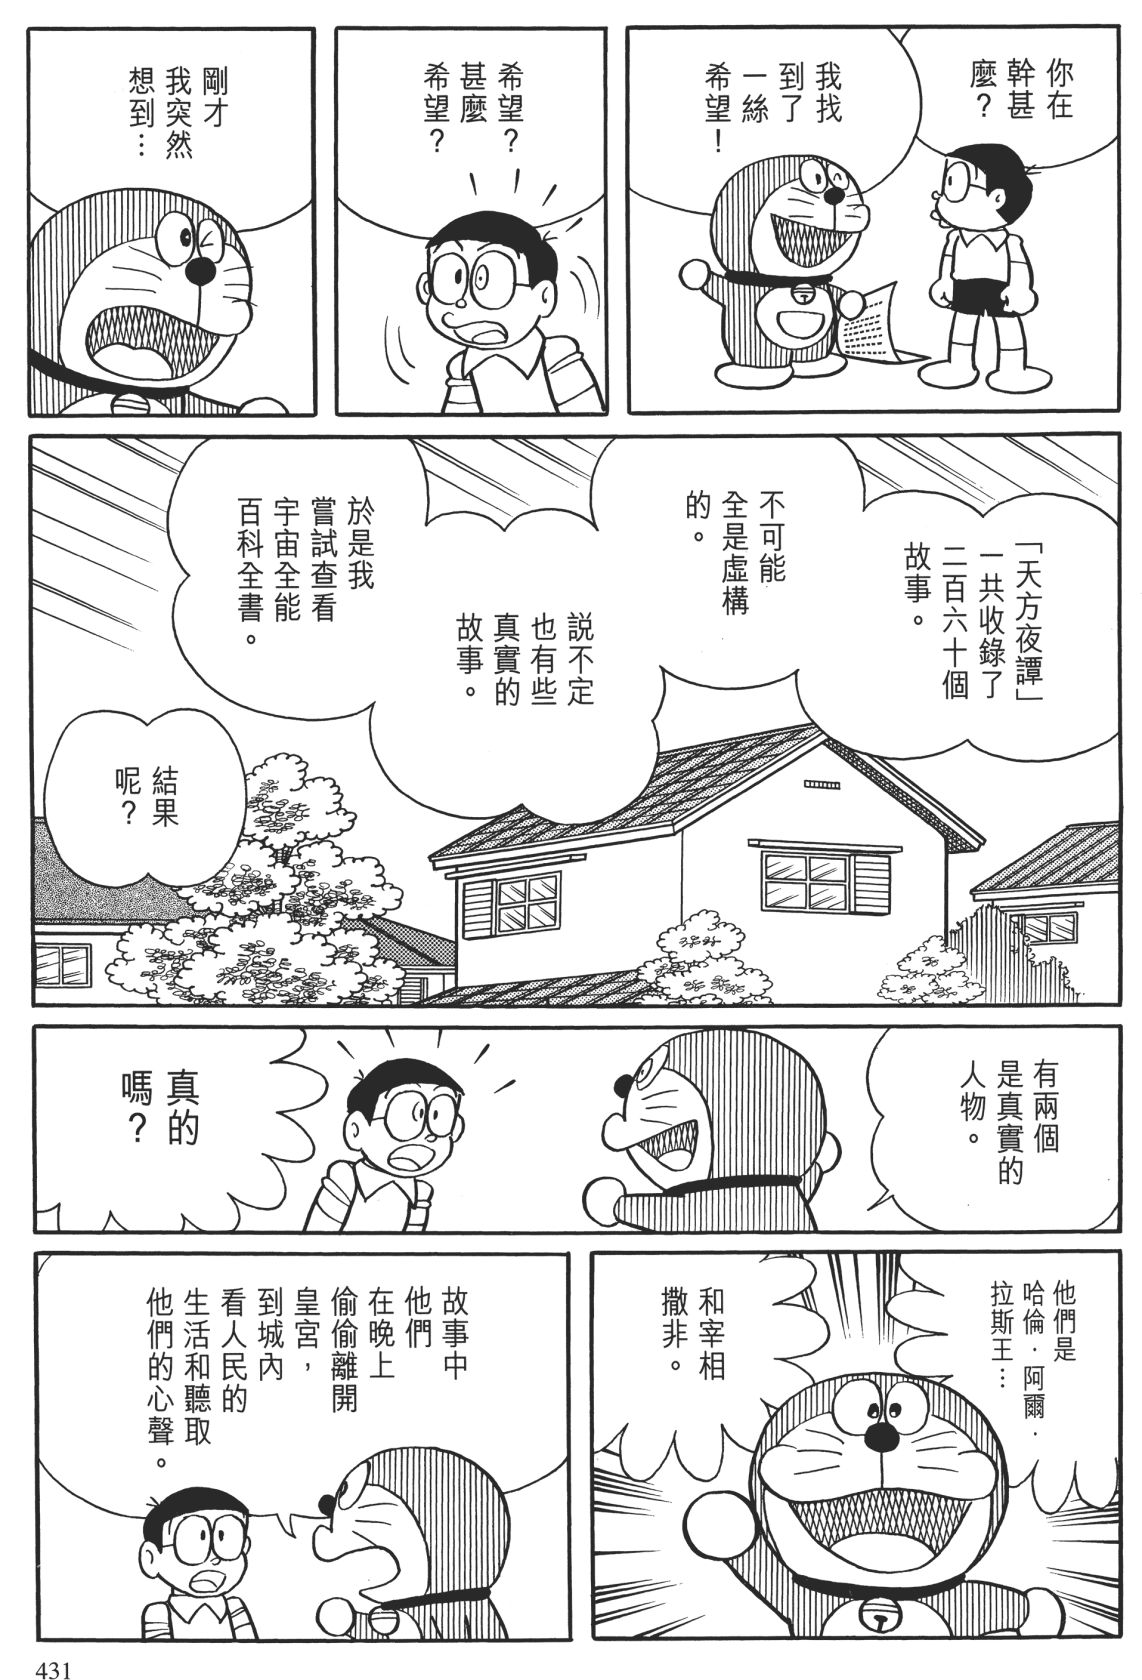 你在
幹甚
麼？
我找
到了
一絲
希望！
希望？
甚麼
希望？
剛才
我突然
想到…
「天方夜譚」
一共收錄了
二百六十個
故事。
不可能
全是虛構
的。
說不定
也有些
真實的
故事。
於是我
嘗試查看
宇宙全能
百科全書。
結果
呢？
有兩個
是真實的
人物。
真的
嗎？
他們是
哈倫．阿爾．
拉斯王…
和宰相
撒非。
故事中
他們
在晚上
偷偷離開
皇宮，
到城內
看人民的
生活和聽取
他們的心聲。
431